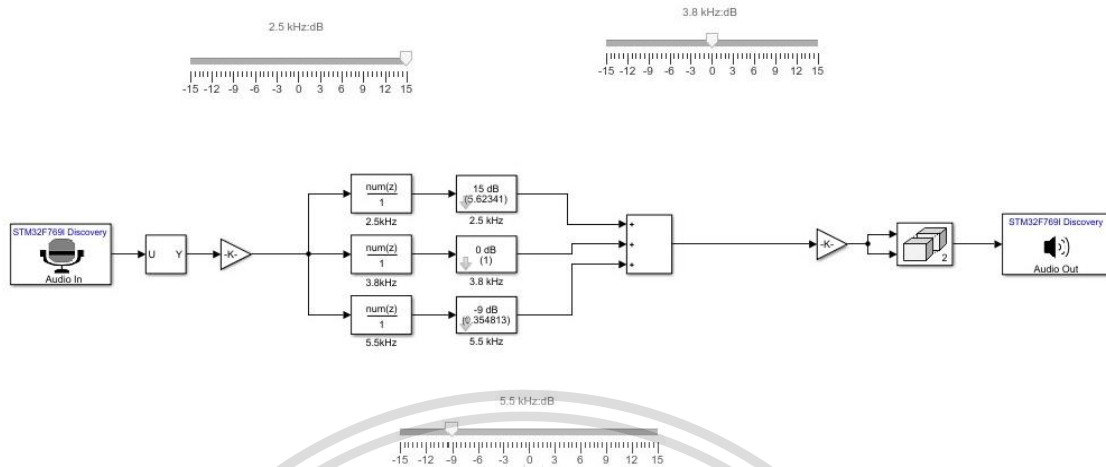 2.5 kHz:dB
-15 -12 -9 -6 -3 0 3 6 9 12 15
3.8 kHz:dB
-15 -12 -9 -6 -3 0 3 6 9 12 15
STM32F769I Discovery
Audio In
U Y
-K-
num(z)
1
2.5kHz
15 dB
(5.62341)
2.5 kHz
num(z)
1
3.8kHz
0 dB
(1)
3.8 kHz
num(z)
1
5.5kHz
-9 dB
(0.354813)
5.5 kHz
+
+
+
-K-
2
STM32F769I Discovery
Audio Out
5.5 kHz:dB
-15 -12 -9 -6 -3 0 3 6 9 12 15